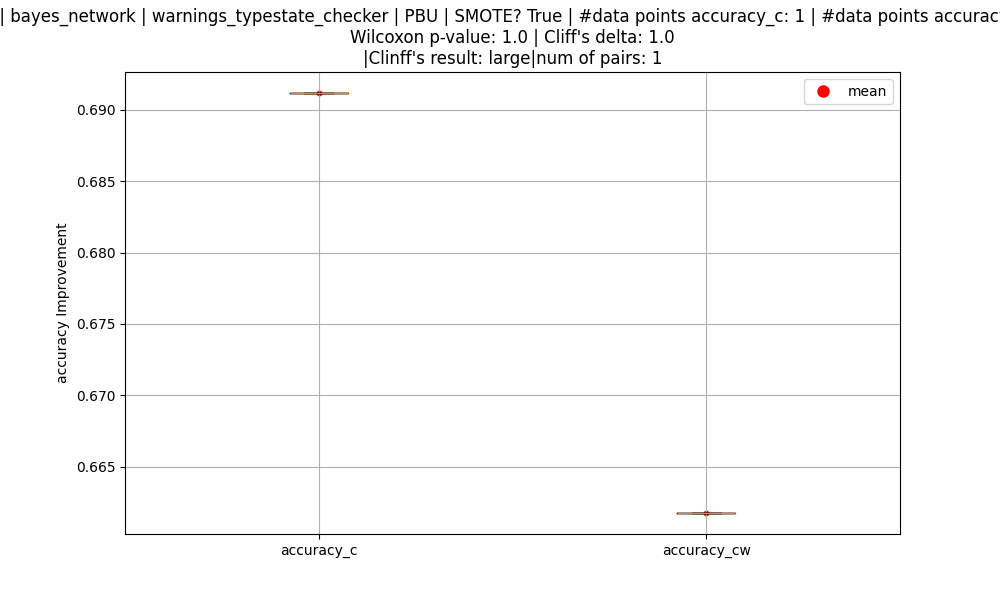 | bayes_network | warnings_typestate_checker | PBU | SMOTE? True | #data points accuracy_c: 1 | #data points
Wilcoxon p-value: 1.0 | Cliff's delta: 1.0
|Clinff's result: large|num of pairs: 1
mean
0.690
0.685
0.680
0.675
0.670
0.665
accuracy Improvement
accuracy_c
accuracy_cw